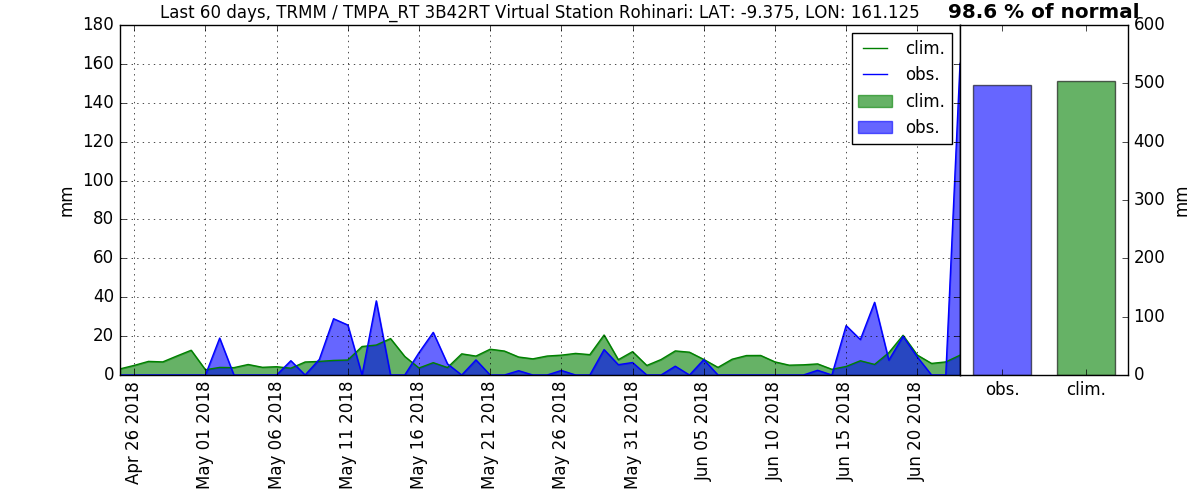 Last 60 days, TRMM / TMPA_RT 3B42RT Virtual Station Rohinari: LAT: -9.375, LON: 161.125
98.6 % of normal
180
160
140
120
100
80
60
40
20
0
mm
clim.
obs.
clim.
obs.
600
500
400
300
200
100
0
mm
Apr 26 2018
May 01 2018
May 06 2018
May 11 2018
May 16 2018
May 21 2018
May 26 2018
May 31 2018
Jun 05 2018
Jun 10 2018
Jun 15 2018
Jun 20 2018
obs.
clim.